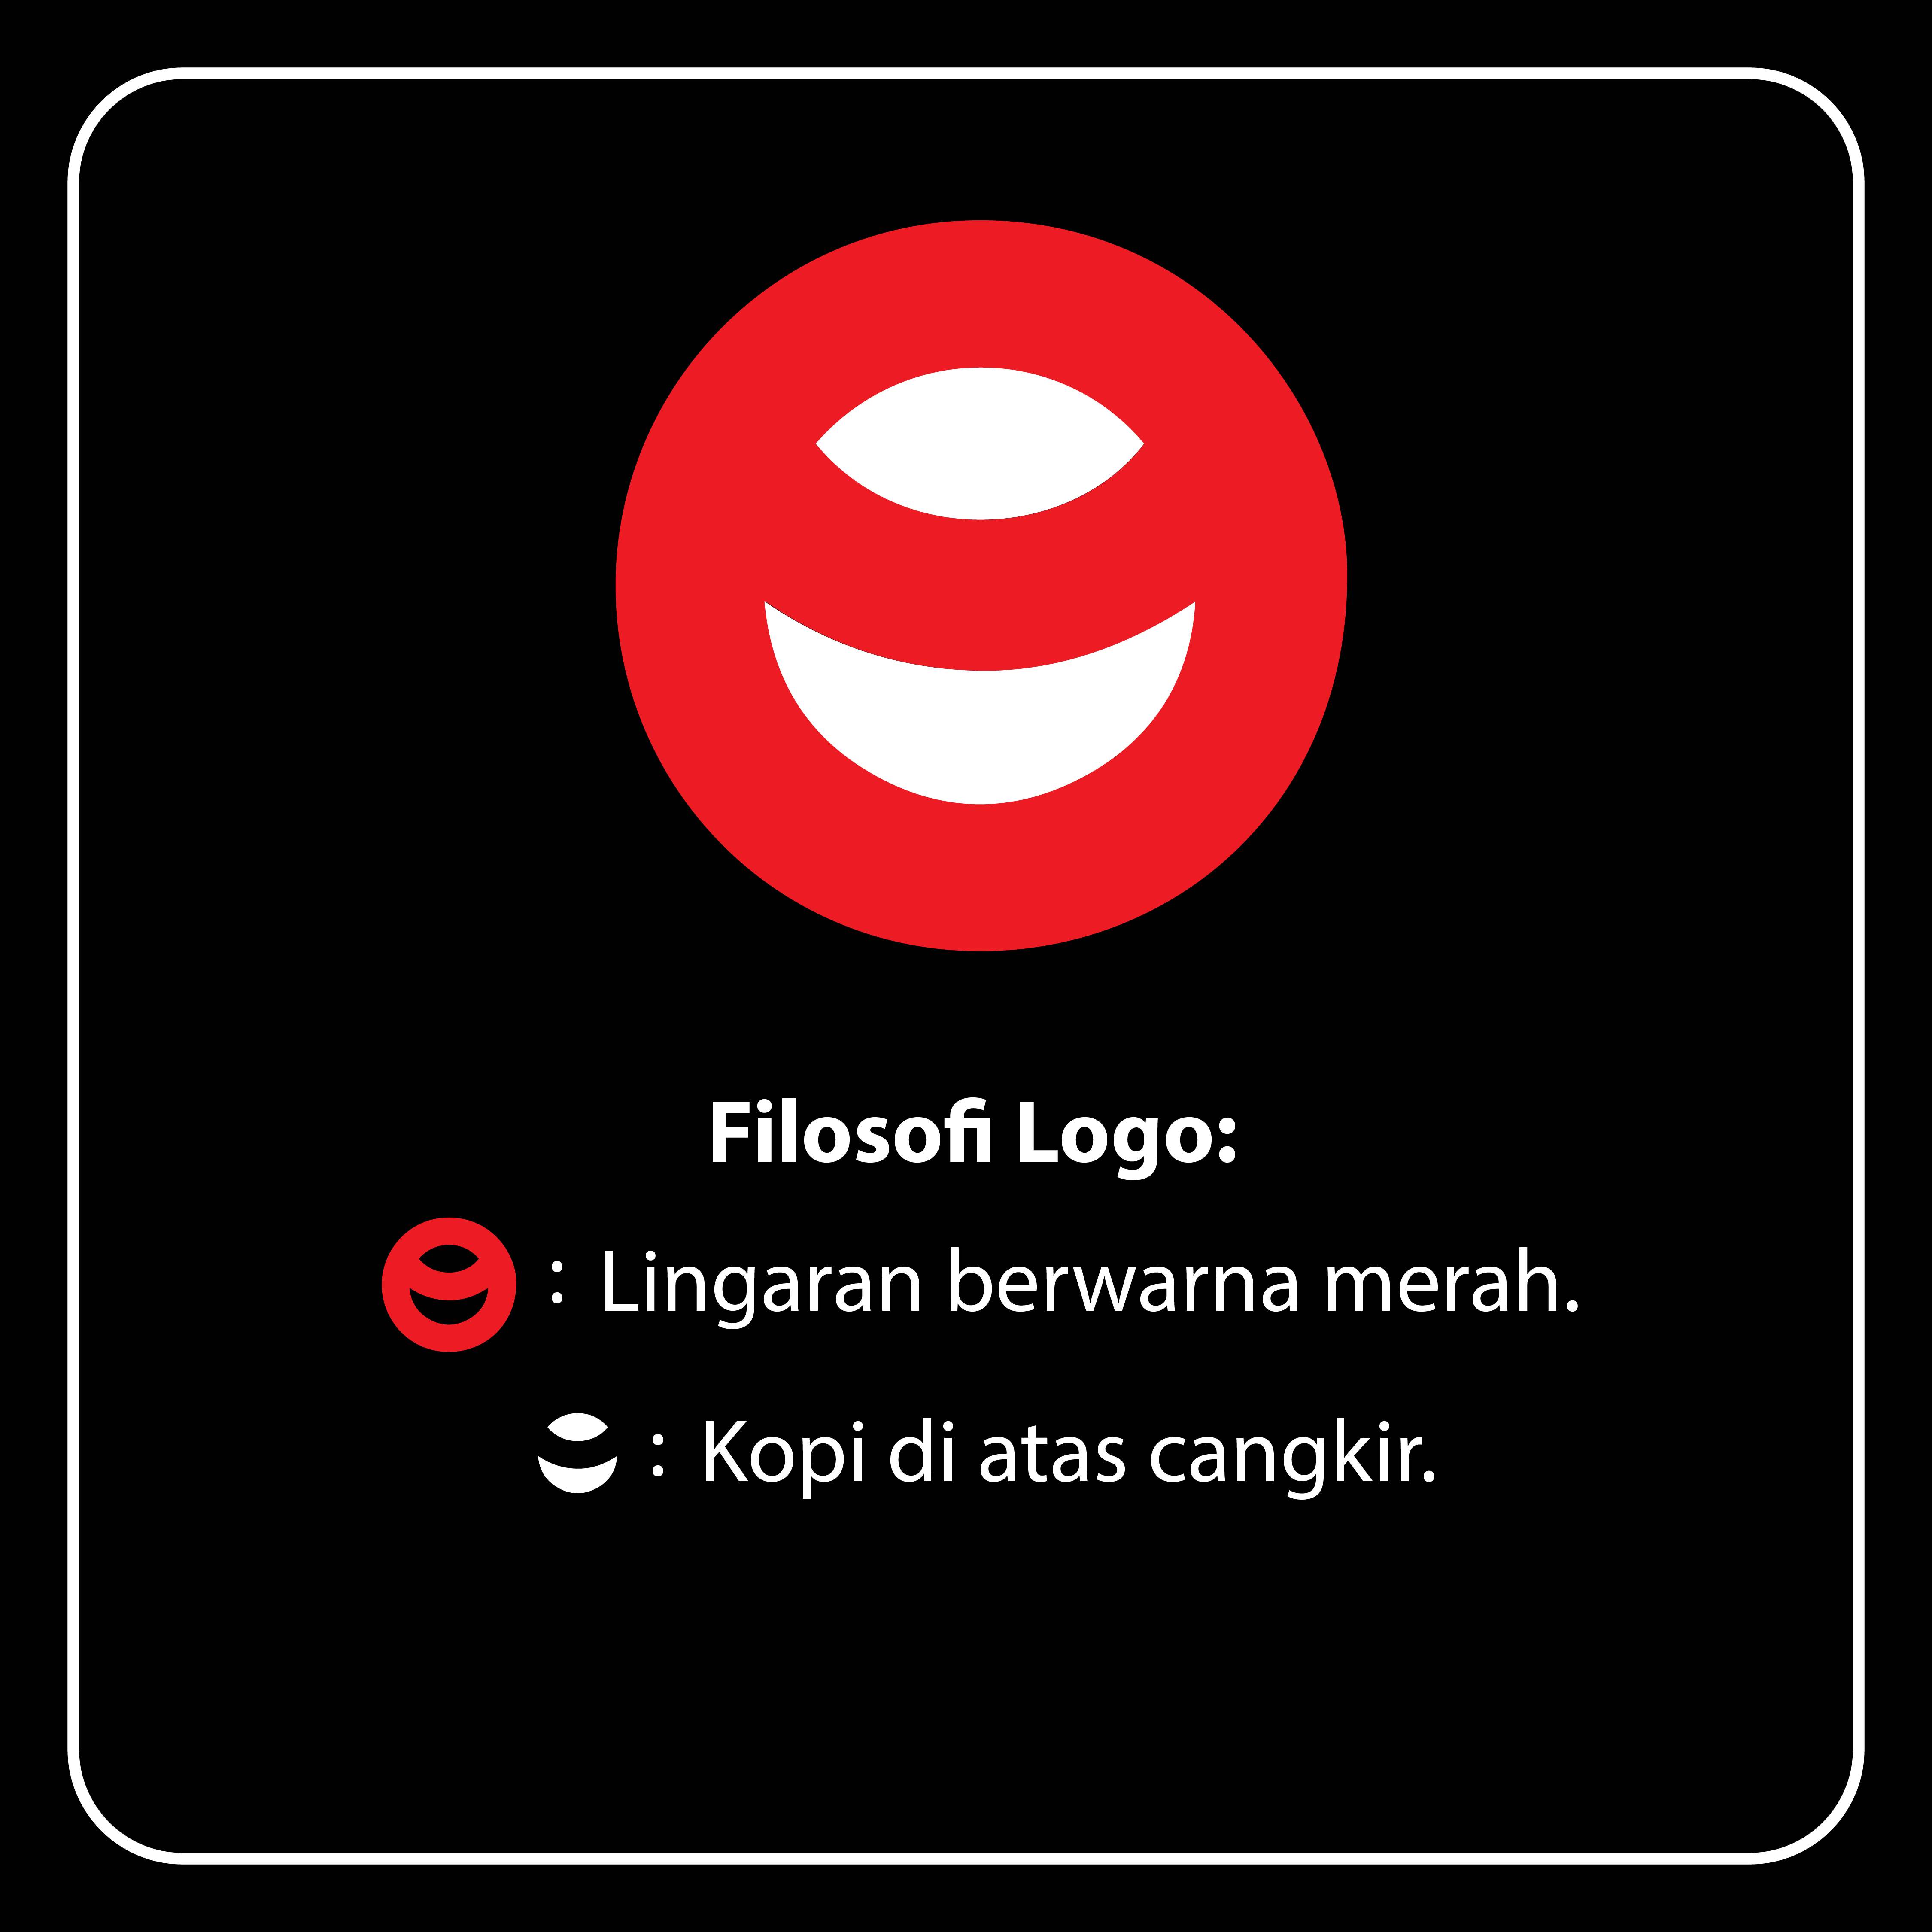 Filosofi Logo:
: Lingaran berwarna merah.
: Kopi di atas cangkir.